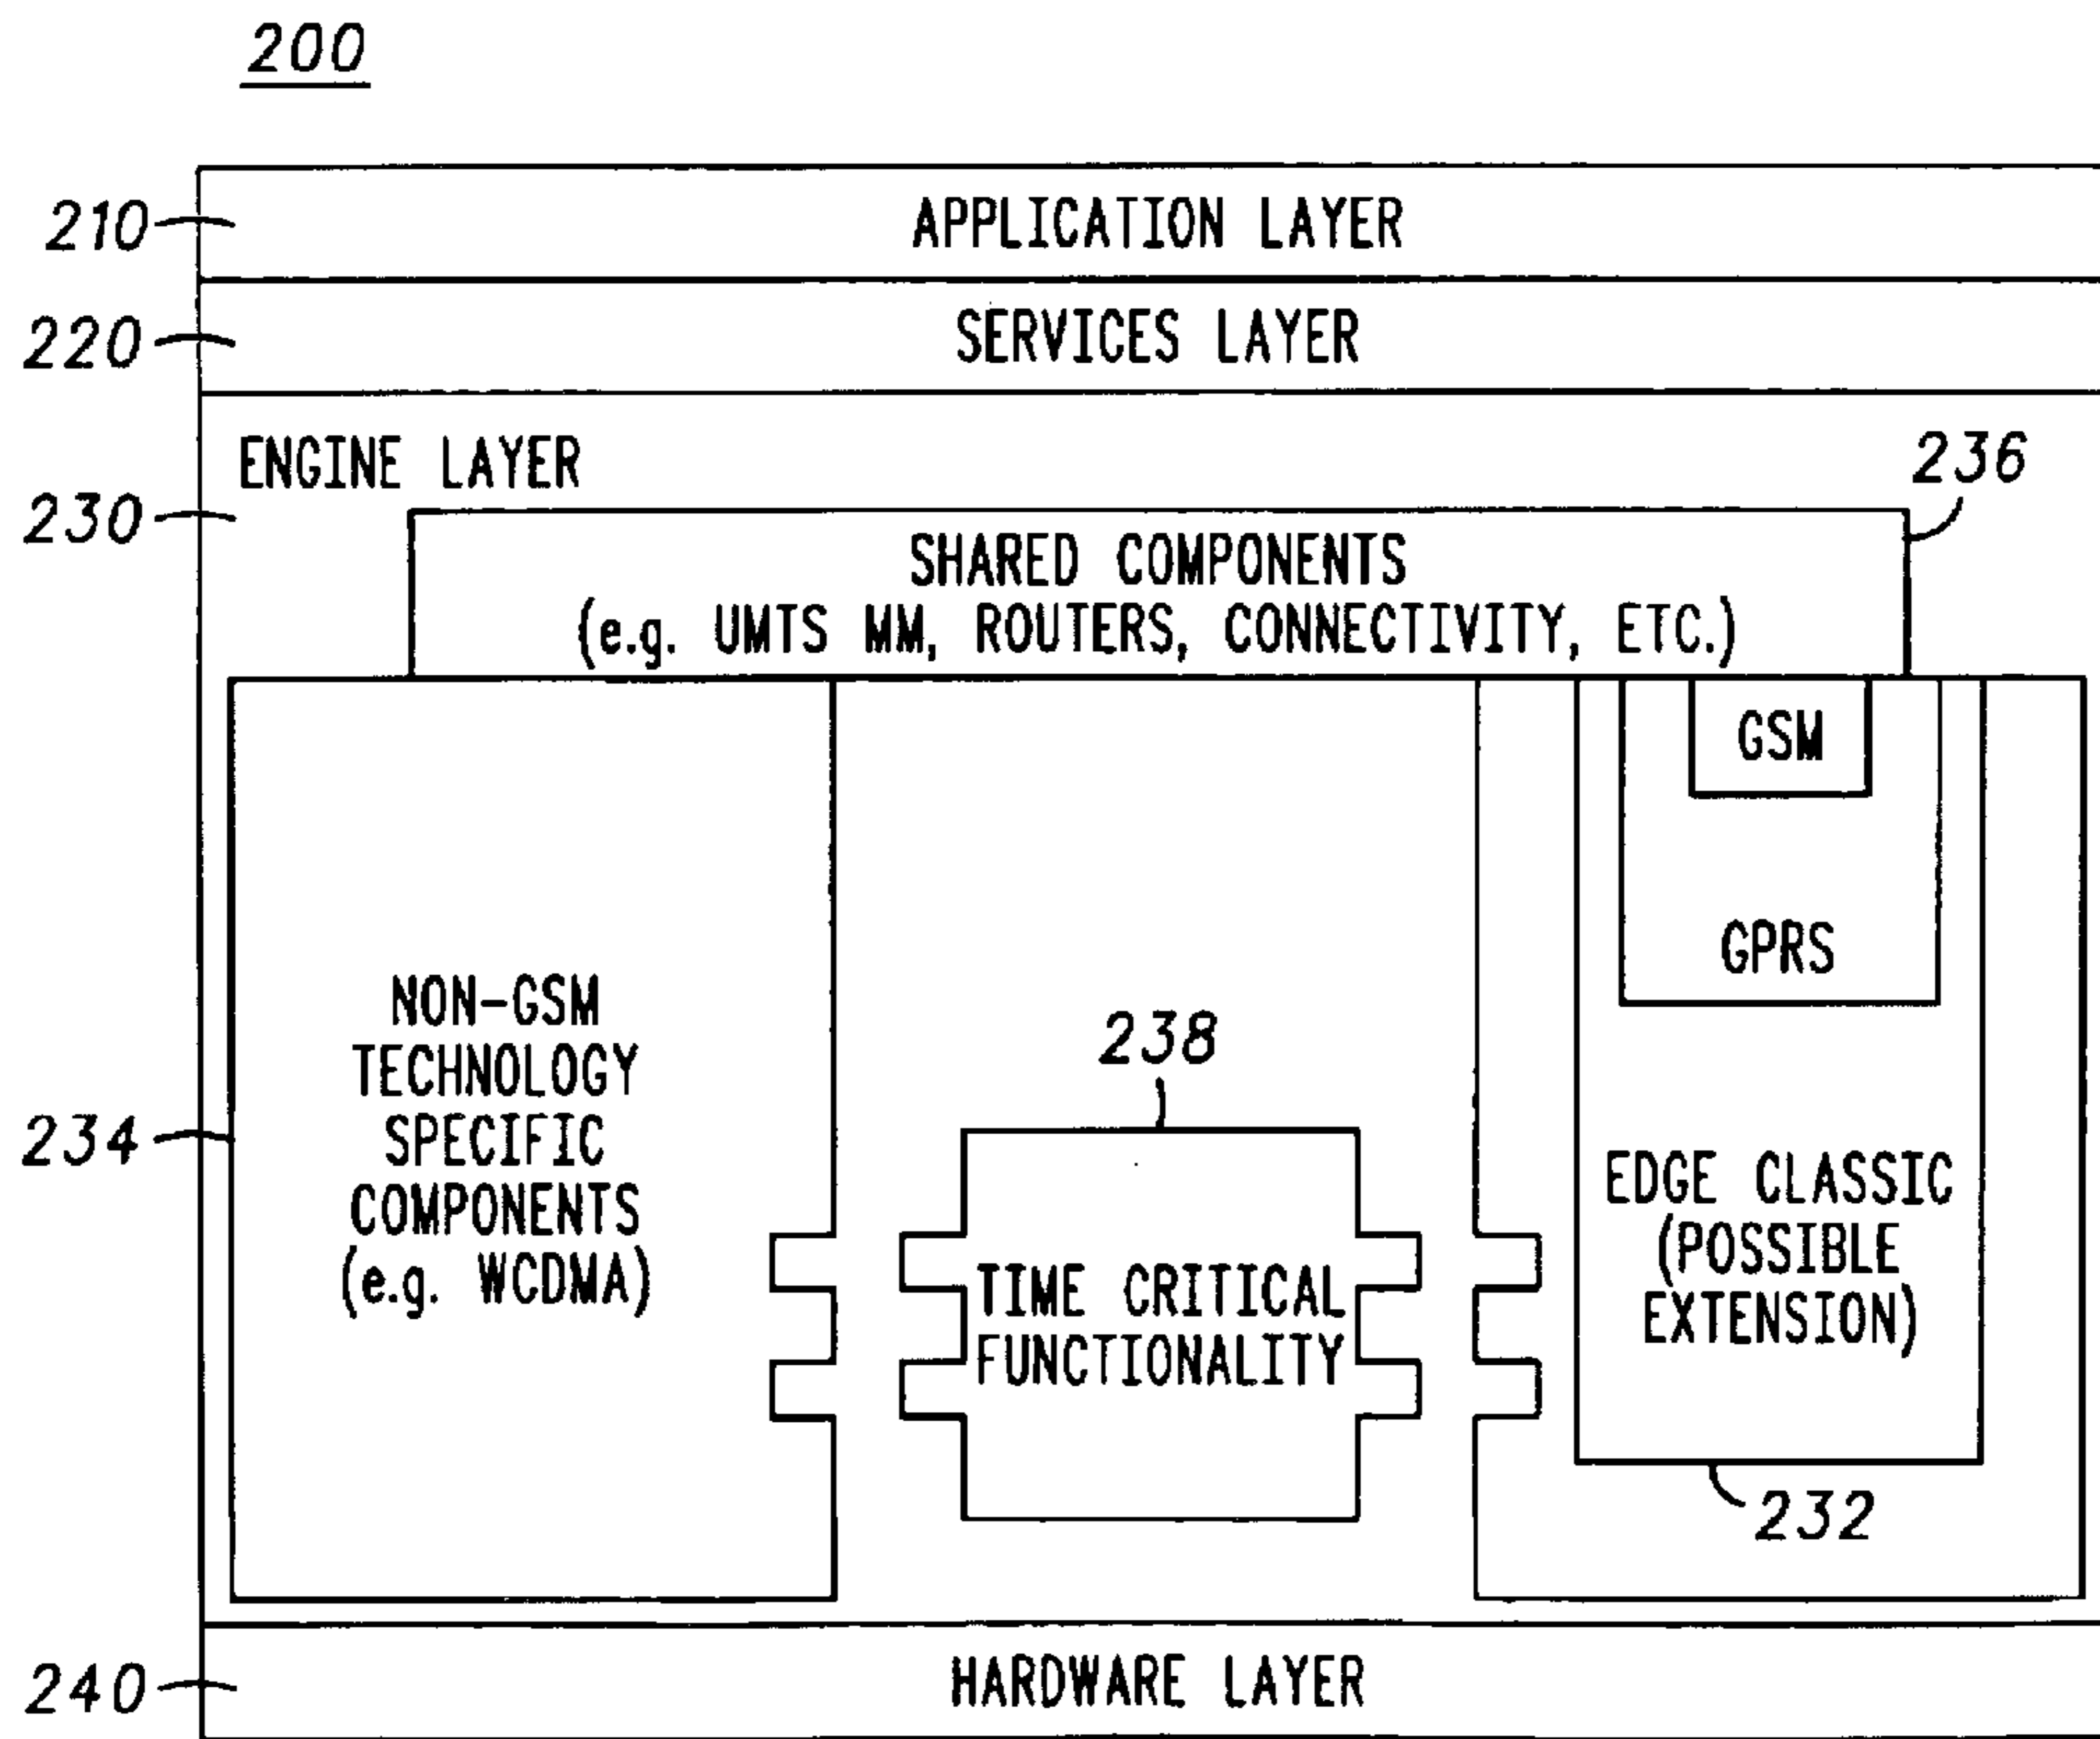 200
210
APPLICATION LAYER
220
SERVICES LAYER
ENGINE LAYER
230
236
SHARED COMPONENTS
(e.g. UMTS MM, ROUTERS, CONNECTIVITY, ETC.)
GSM
GPRS
234
NON-GSM
TECHNOLOGY
SPECIFIC
COMPONENTS
(e.g. WCDMA)
238
TIME CRITICAL
FUNCTIONALITY
EDGE CLASSIC
(POSSIBLE
EXTENSION)
232
240
HARDWARE LAYER